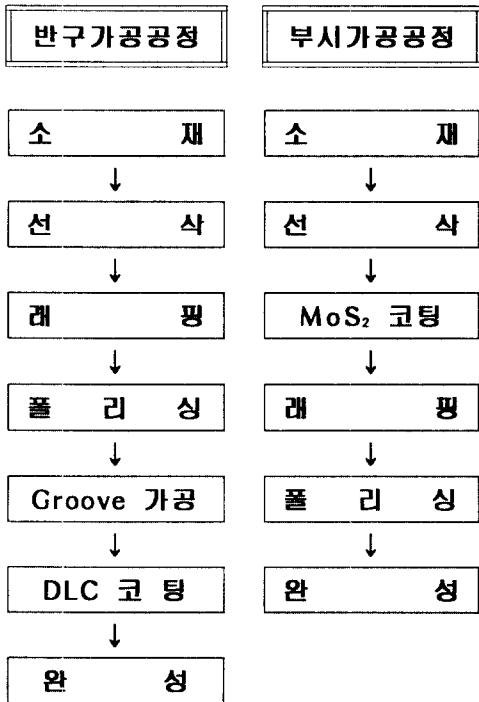 반구가공공정
소 재
↓
선 삭
↓
래 핑
↓
폴 리 싱
↓
Groove 가공
↓
DLC 코 팅
↓
완 성
부시가공공정
소 재
↓
선 삭
↓
MoS₂ 코팅
↓
래 핑
↓
폴 리 싱
↓
완 성